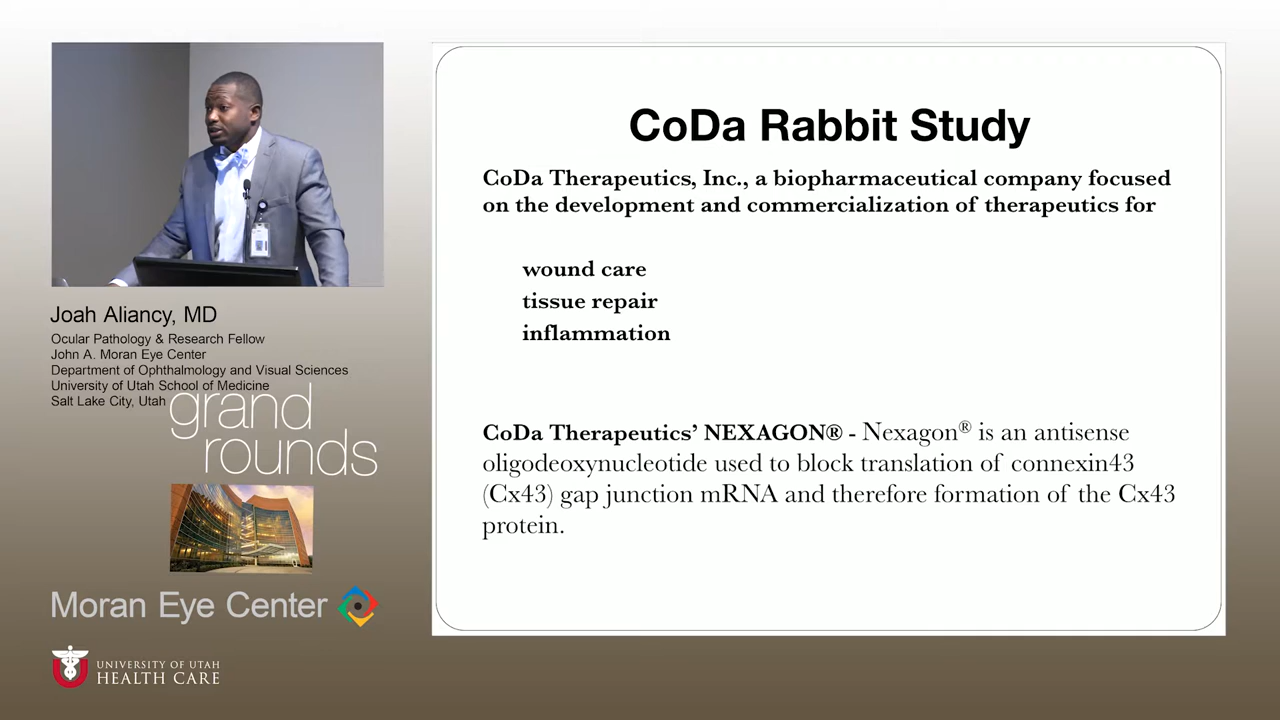 CoDa Rabbit Study
CoDa Therapeutics, Inc., a biopharmaceutical company focused
on the development and commercialization of therapeutics for
wound care
tissue repair
inflammation
CoDa Therapeutics’ NEXAGON® - Nexagon® is an antisense
oligodeoxynucleotide used to block translation of connexin43
(Cx43) gap junction mRNA and therefore formation of the Cx43
protein.
Joah Aliancy, MD
Ocular Pathology & Research Fellow
John A. Moran Eye Center
Department of Ophthalmology and Visual Sciences
University of Utah School of Medicine
Salt Lake City, Utah
grand
rounds
Moran Eye Center
UNIVERSITY OF UTAH
HEALTH CARE